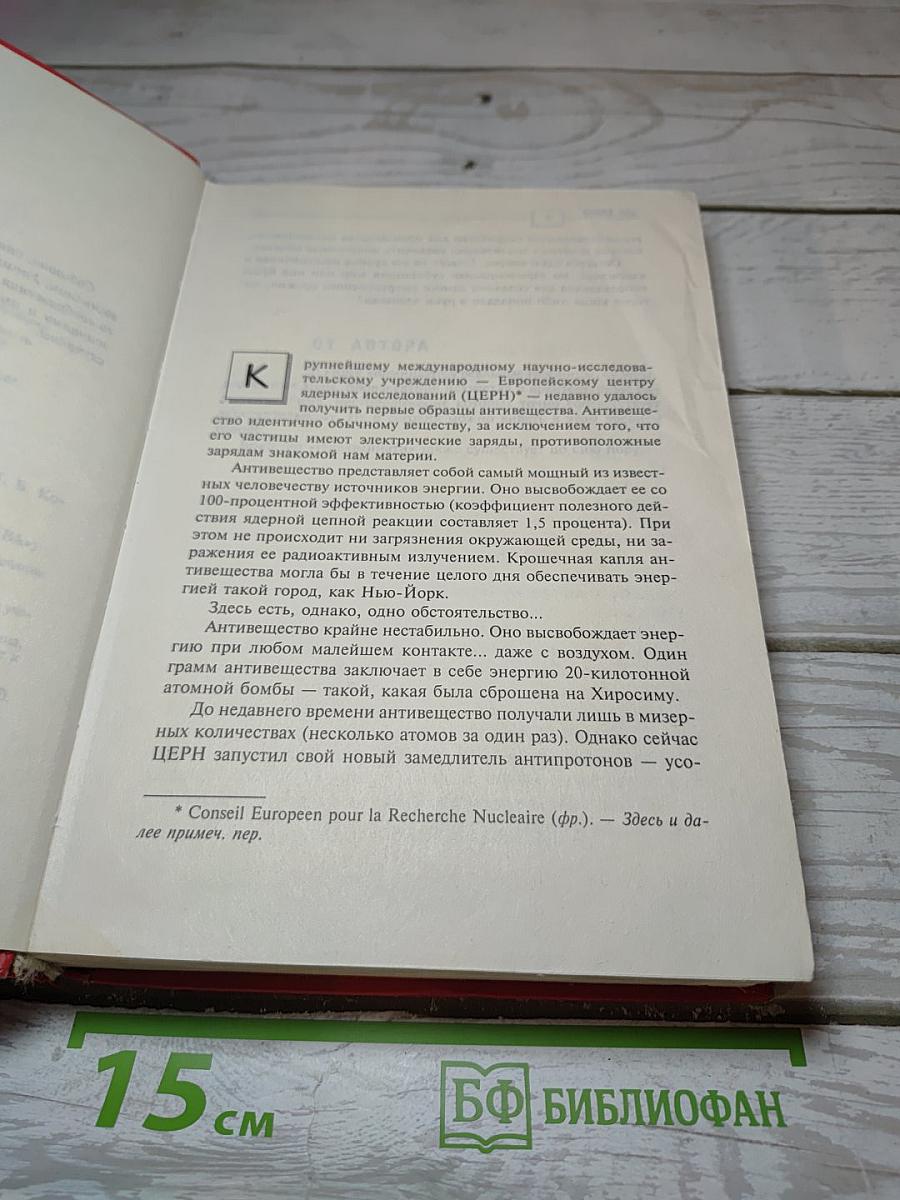 Крупнейшему международному научно-исследова-
тельскому учреждению — Европейскому центру
ядерных исследований (ЦЕРН)* — недавно удалось
получить первые образцы антивещества. Антивеще-
ство идентично обычному веществу, за исключением того, что
его частицы имеют электрические заряды, противоположные
зарядам знакомой нам материи.
Антивещество представляет собой самый мощный из извест-
ных человечеству источников энергии. Оно высвобождает ее со
100-процентной эффективностью (коэффициент полезного дей-
ствия ядерной цепной реакции составляет 1,5 процента). При
этом не происходит ни загрязнения окружающей среды, ни за-
ражения ее радиоактивным излучением. Крошечная капля ан-
тивещества могла бы в течение целого дня обеспечивать энер-
гией такой город, как Нью-Йорк.
Здесь есть, однако, одно обстоятельство...
Антивещество крайне нестабильно. Оно высвобождает энер-
гию при любом малейшем контакте... даже с воздухом. Один
грамм антивещества заключает в себе энергию 20-килотонной
атомной бомбы — такой, какая была сброшена на Хиросиму.
До недавнего времени антивещество получали лишь в мизер-
ных количествах (несколько атомов за один раз). Однако сейчас
ЦЕРН запустил свой новый замедлитель антипротонов — усо-
* Conseil Europeen pour la Recherche Nucleaire (фр.). — Здесь и да-
лее примеч. пер.
15 см
БФ БИБЛИОФАН